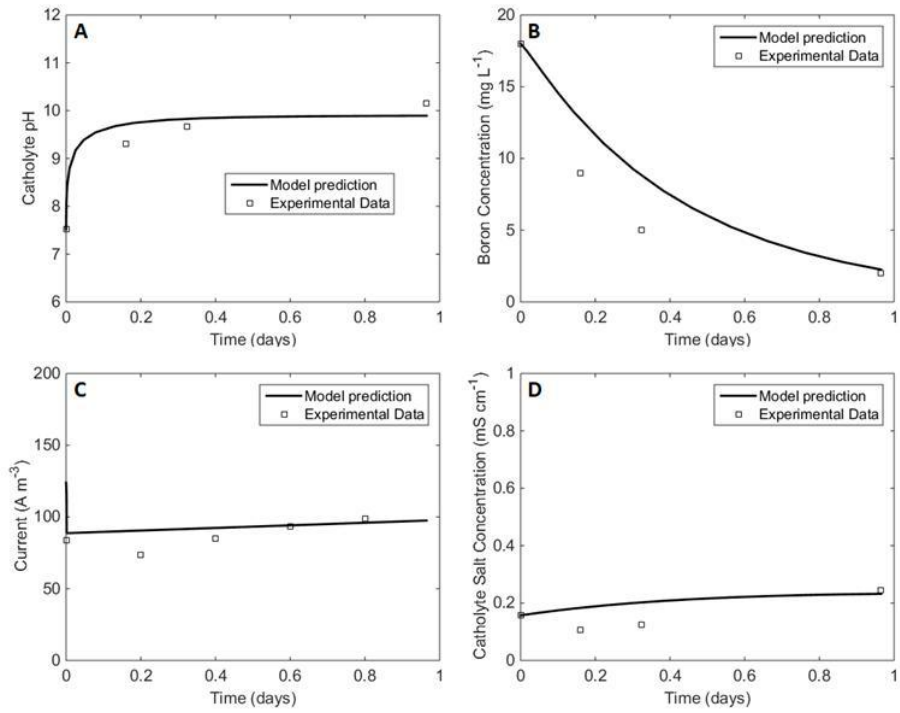 A
12
11
10
9
8
7
6
Catholyte pH
Model prediction
Experimental Data
0 0.2 0.4 0.6 0.8 1
Time (days)
B
20
15
10
5
0
Boron Concentration (mg L⁻¹)
Model prediction
Experimental Data
0 0.2 0.4 0.6 0.8 1
Time (days)
C
200
150
100
50
0
Current (A m⁻³)
Model prediction
Experimental Data
0 0.2 0.4 0.6 0.8 1
Time (days)
D
1
0.8
0.6
0.4
0.2
0
Catholyte Salt Concentration (mS cm⁻¹)
Model prediction
Experimental Data
0 0.2 0.4 0.6 0.8 1
Time (days)